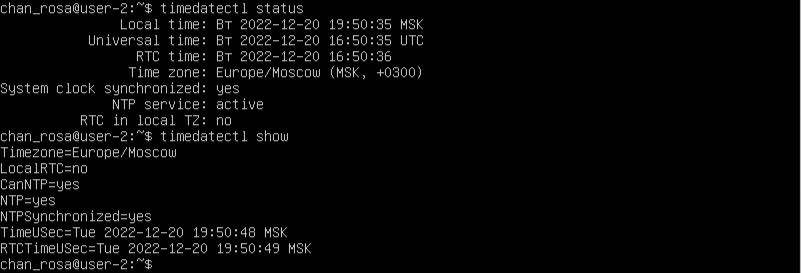 chan_rosa@user-2:~$ timedatectl status
Local time: Вт 2022-12-20 19:50:35 MSK
Universal time: Вт 2022-12-20 16:50:35 UTC
RTC time: Вт 2022-12-20 16:50:36
Time zone: Europe/Moscow (MSK, +0300)
System clock synchronized: yes
NTP service: active
RTC in local TZ: no
chan_rosa@user-2:~$ timedatectl show
Timezone=Europe/Moscow
LocalRTC=no
CanNTP=yes
NTP=yes
NTPSynchronized=yes
TimeUSec=Tue 2022-12-20 19:50:48 MSK
RTCTimeUSec=Tue 2022-12-20 19:50:49 MSK
chan_rosa@user-2:~$